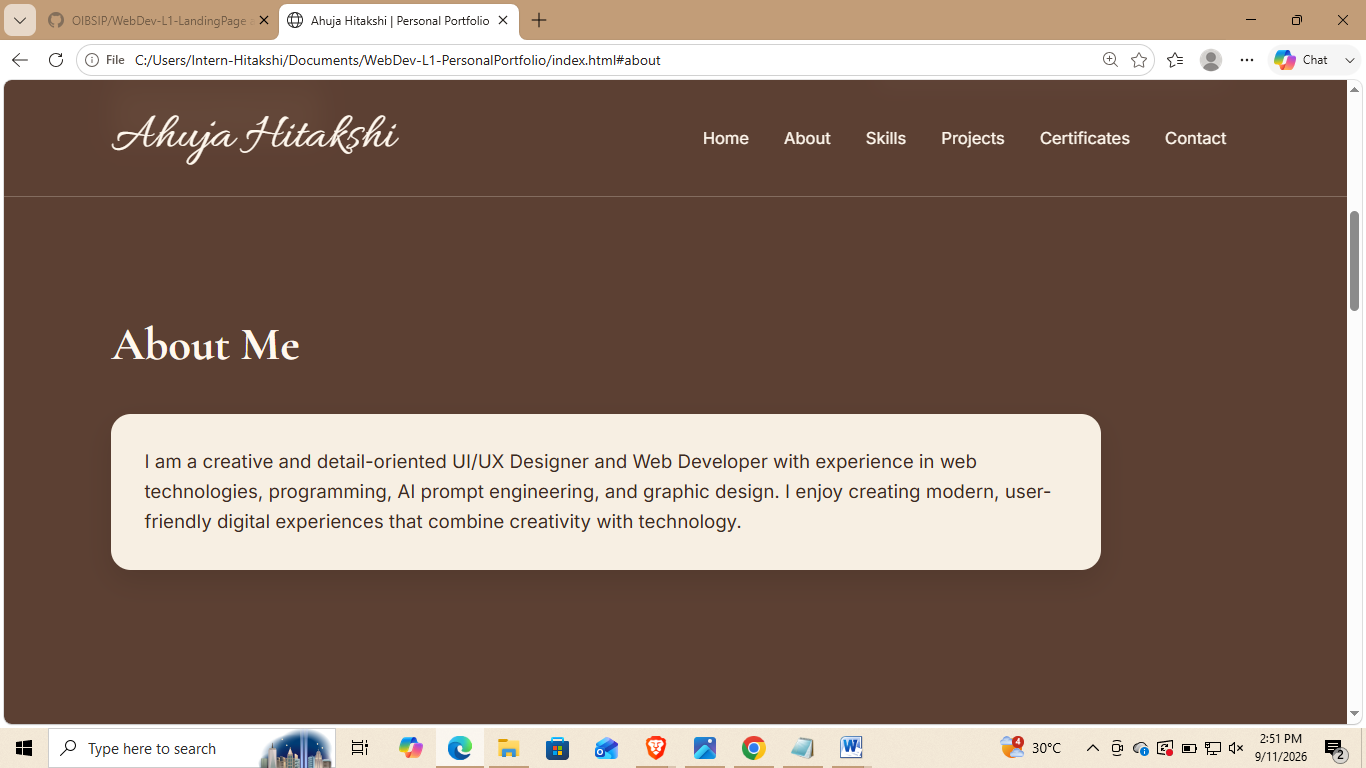 OIBSIP/WebDev-L1-LandingPage
Ahuja Hitakshi | Personal Portfolio
File C:/Users/Intern-Hitakshi/Documents/WebDev-L1-PersonalPortfolio/index.html#about
Chat
Ahuja Hitakshi
Home About Skills Projects Certificates Contact
About Me
I am a creative and detail-oriented UI/UX Designer and Web Developer with experience in web
technologies, programming, AI prompt engineering, and graphic design. I enjoy creating modern, user-
friendly digital experiences that combine creativity with technology.
Type here to search
4
30°C
2:51 PM
9/11/2026
2